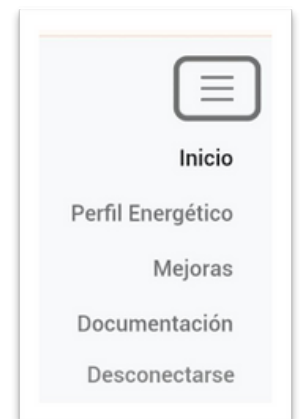 Inicio
Perfil Energético
Mejoras
Documentación
Desconectarse